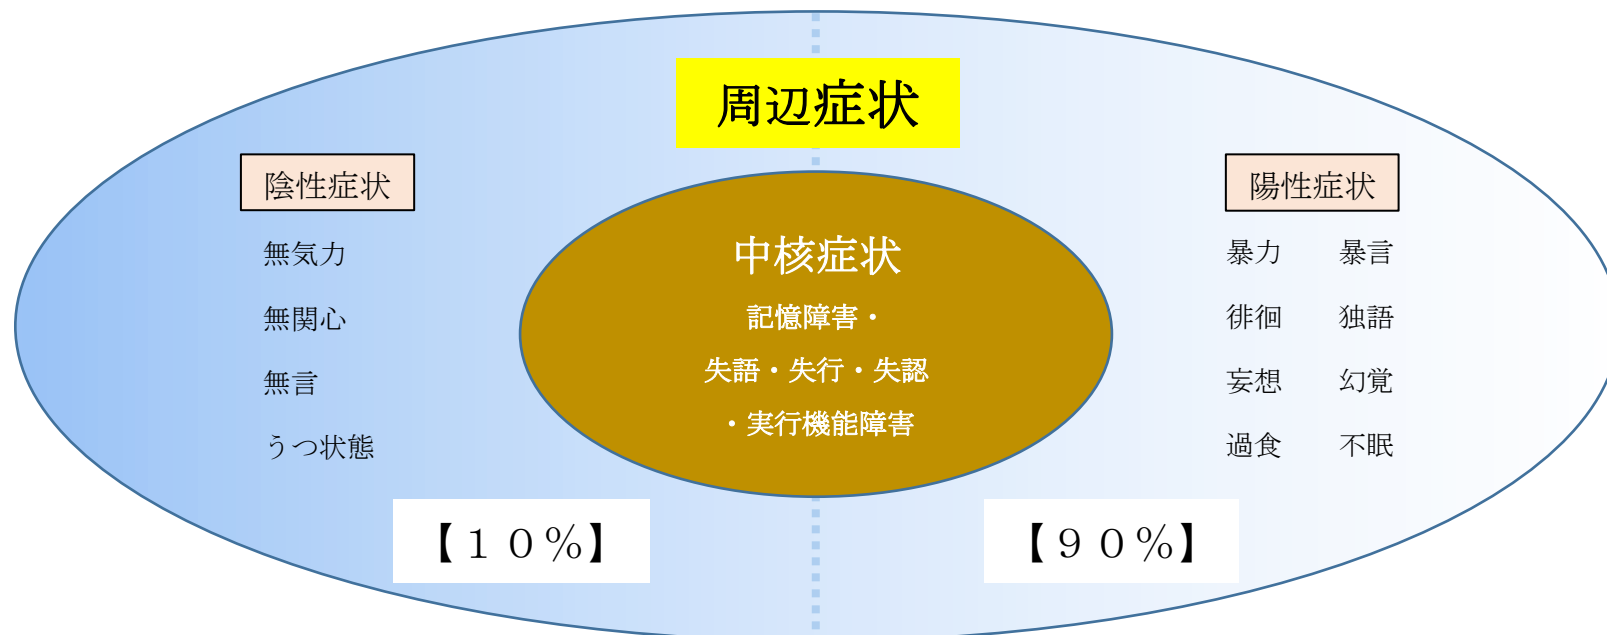 周辺症状
陰性症状
無気力
無関心
無言
うつ状態
【１０％】
中核症状
記憶障害・
失語・失行・失認
・実行機能障害
陽性症状
暴力　暴言
徘徊　独語
妄想　幻覚
過食　不眠
【９０％】